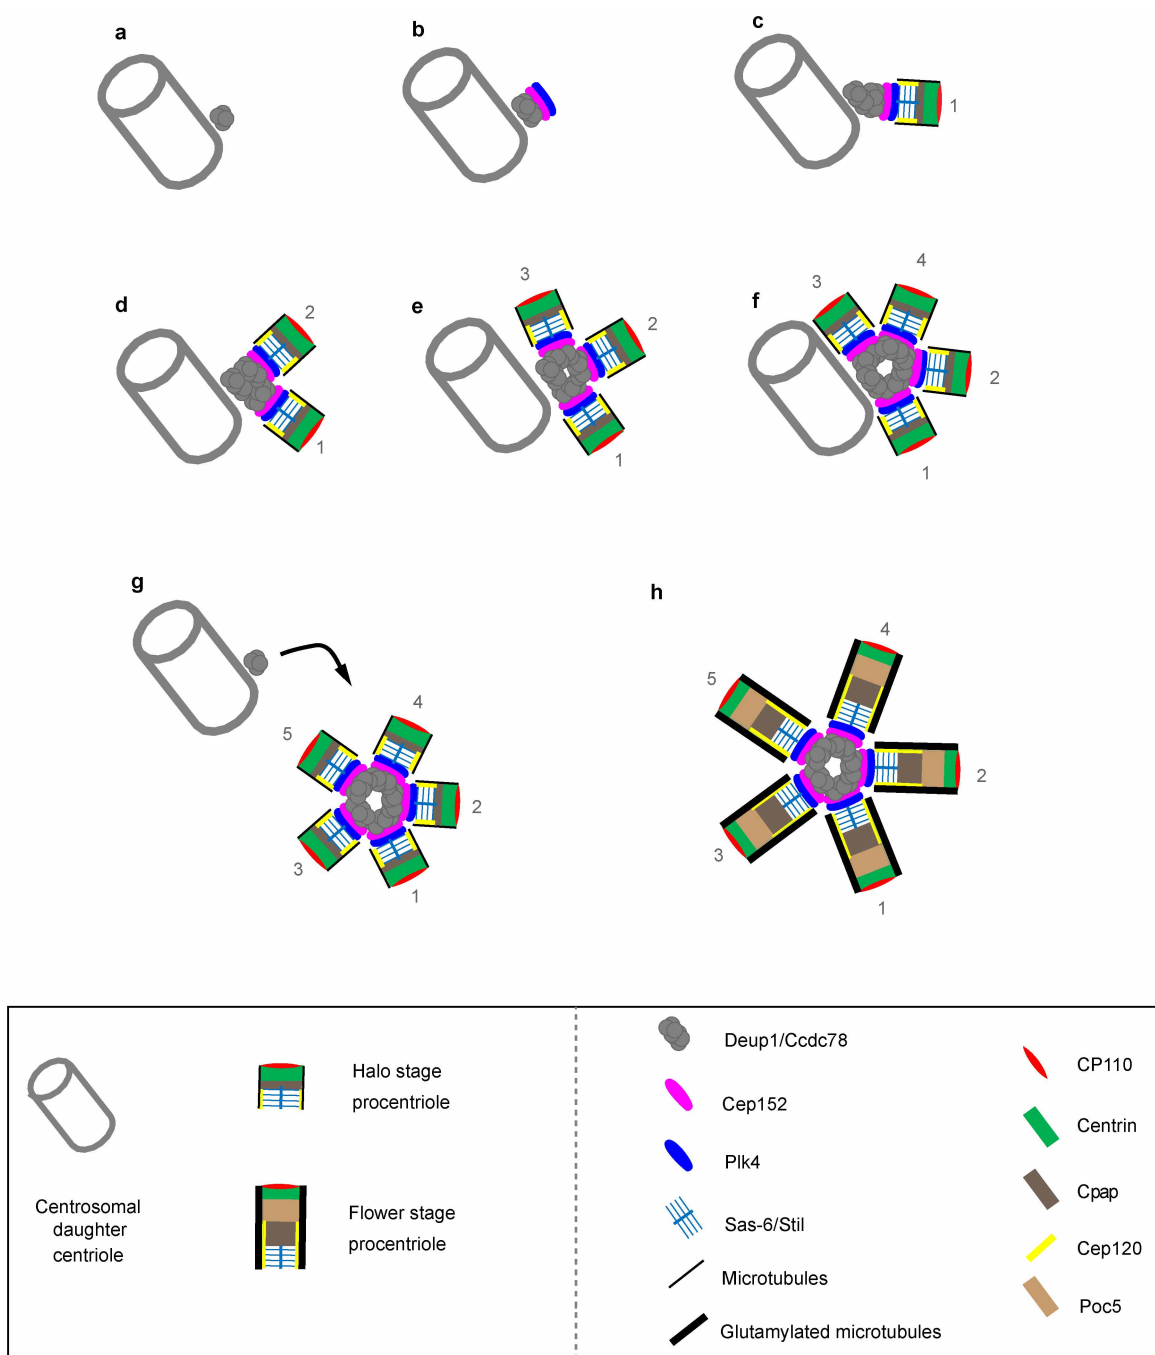 a
b
c
1
d
2
1
e
3
2
1
f
3
4
2
1
g
4
5
2
3
1
h
4
5
2
3
1
Centrosomal
daughter
centriole
Halo stage
procentriole
Flower stage
procentriole
Deup1/Ccdc78
Cep152
Plk4
Sas-6/Stil
Microtubules
Glutamylated microtubules
CP110
Centrin
Cpap
Cep120
Poc5